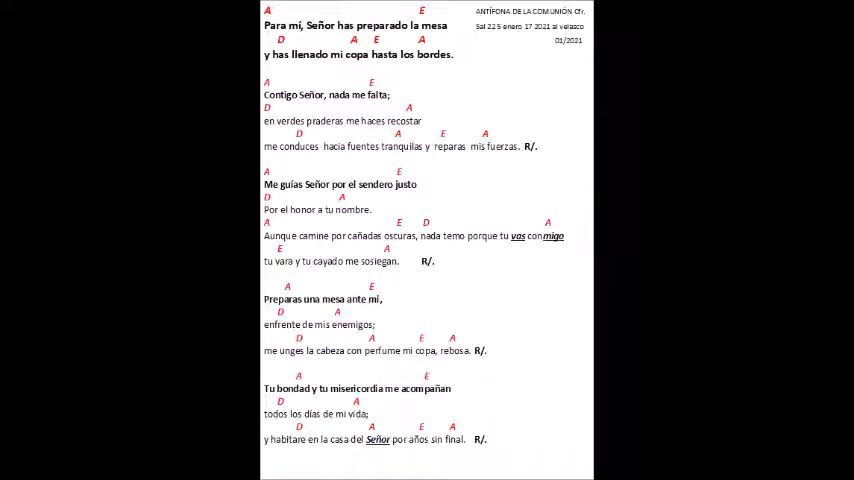 A E ANTÍFONA DE LA COMUNIÓN Cfr.
Para mí, Señor has preparado la mesa Sal 22 5 enero 17 2021 al velasco
D A E A 01/2021
y has llenado mi copa hasta los bordes.
A E
Contigo Señor, nada me falta;
D A
en verdes praderas me haces recostar
D A E A
me conduces hacia fuentes tranquilas y reparas mis fuerzas. R/.
A E
Me guías Señor por el sendero justo
D A
Por el honor a tu nombre.
A E D A
Aunque camine por cañadas oscuras, nada temo porque tu vas conmigo
E A
tu vara y tu cayado me sosiegan. R/.
A E
Preparas una mesa ante mi,
D A
enfrente de mis enemigos;
D A E A
me unges la cabeza con perfume mi copa, rebosa. R/.
A E
Tu bondad y tu misericordia me acompañan
D A
todos los días de mi vida;
D A E A
y habitare en la casa del Señor por años sin final. R/.